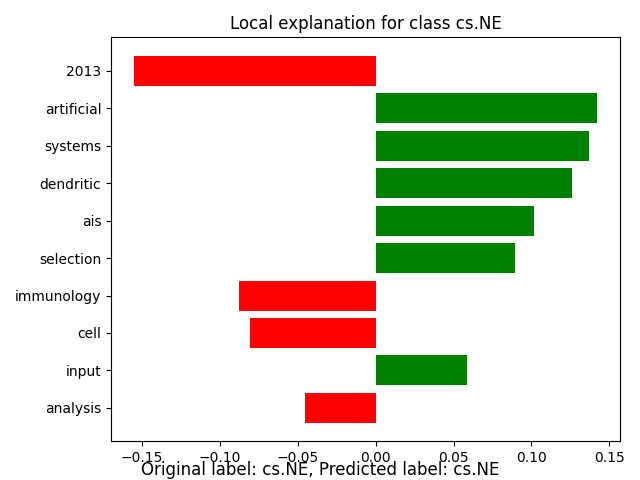 Local explanation for class cs.NE
2013
artificial
systems
dendritic
ais
selection
immunology
cell
input
analysis
−0.15 −0.10 −0.05 0.00 0.05 0.10 0.15
Original label: cs.NE, Predicted label: cs.NE